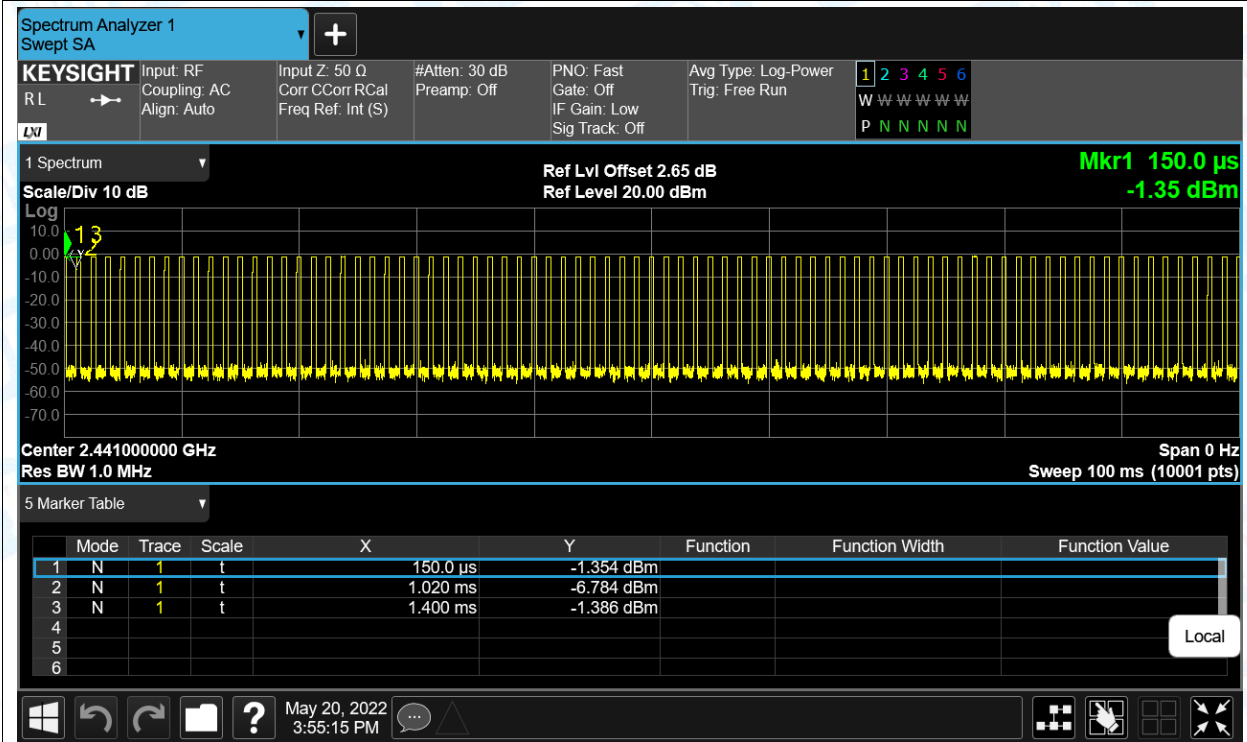 Spectrum Analyzer 1
Swept SA
KEYSIGHT
R L
LXI
Input: RF
Coupling: AC
Align: Auto
Input Z: 50 Ω
Corr CCorr RCal
Freq Ref: Int (S)
#Atten: 30 dB
Preamp: Off
PNO: Fast
Gate: Off
IF Gain: Low
Sig Track: Off
Avg Type: Log-Power
Trig: Free Run
1 2 3 4 5 6
W W W W W W
P N N N N N
1 Spectrum
Scale/Div 10 dB
Ref Lvl Offset 2.65 dB
Ref Level 20.00 dBm
Mkr1 150.0 µs
-1.35 dBm
Log
10.0
0.00
-10.0
-20.0
-30.0
-40.0
-50.0
-60.0
-70.0
1 3
2
Center 2.441000000 GHz
Res BW 1.0 MHz
Span 0 Hz
Sweep 100 ms (10001 pts)
5 Marker Table
Mode Trace Scale X Y Function Function Width Function Value
1 N 1 t 150.0 µs -1.354 dBm
2 N 1 t 1.020 ms -6.784 dBm
3 N 1 t 1.400 ms -1.386 dBm
4
5
6
Local
?
May 20, 2022
3:55:15 PM